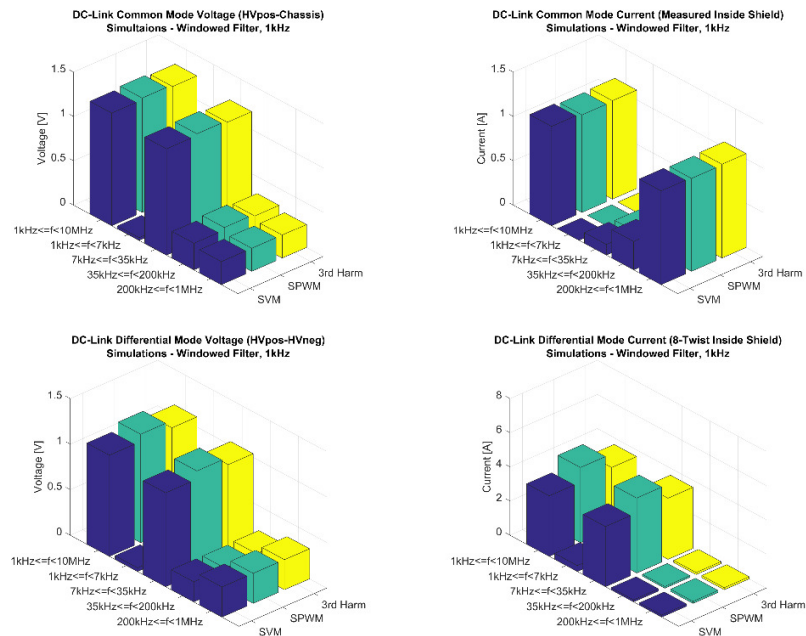 DC-Link Common Mode Voltage (HVpos-Chassis)
Simultaions - Windowed Filter, 1kHz
1.5
1
0.5
0
Voltage [V]
1kHz<=f<10MHz
1kHz<=f<7kHz
7kHz<=f<35kHz
35kHz<=f<200kHz
200kHz<=f<1MHz
SVM
SPWM
3rd Harm
DC-Link Common Mode Current (Measured Inside Shield)
Simulations - Windowed Filter, 1kHz
1.5
1
0.5
0
Current [A]
1kHz<=f<10MHz
1kHz<=f<7kHz
7kHz<=f<35kHz
35kHz<=f<200kHz
200kHz<=f<1MHz
SVM
SPWM
3rd Harm
DC-Link Differential Mode Voltage (HVpos-HVneg)
Simulations - Windowed Filter, 1kHz
1.5
1
0.5
0
Voltage [V]
1kHz<=f<10MHz
1kHz<=f<7kHz
7kHz<=f<35kHz
35kHz<=f<200kHz
200kHz<=f<1MHz
SVM
SPWM
3rd Harm
DC-Link Differential Mode Current (8-Twist Inside Shield)
Simulations - Windowed Filter, 1kHz
8
6
4
2
0
Current [A]
1kHz<=f<10MHz
1kHz<=f<7kHz
7kHz<=f<35kHz
35kHz<=f<200kHz
200kHz<=f<1MHz
SVM
SPWM
3rd Harm